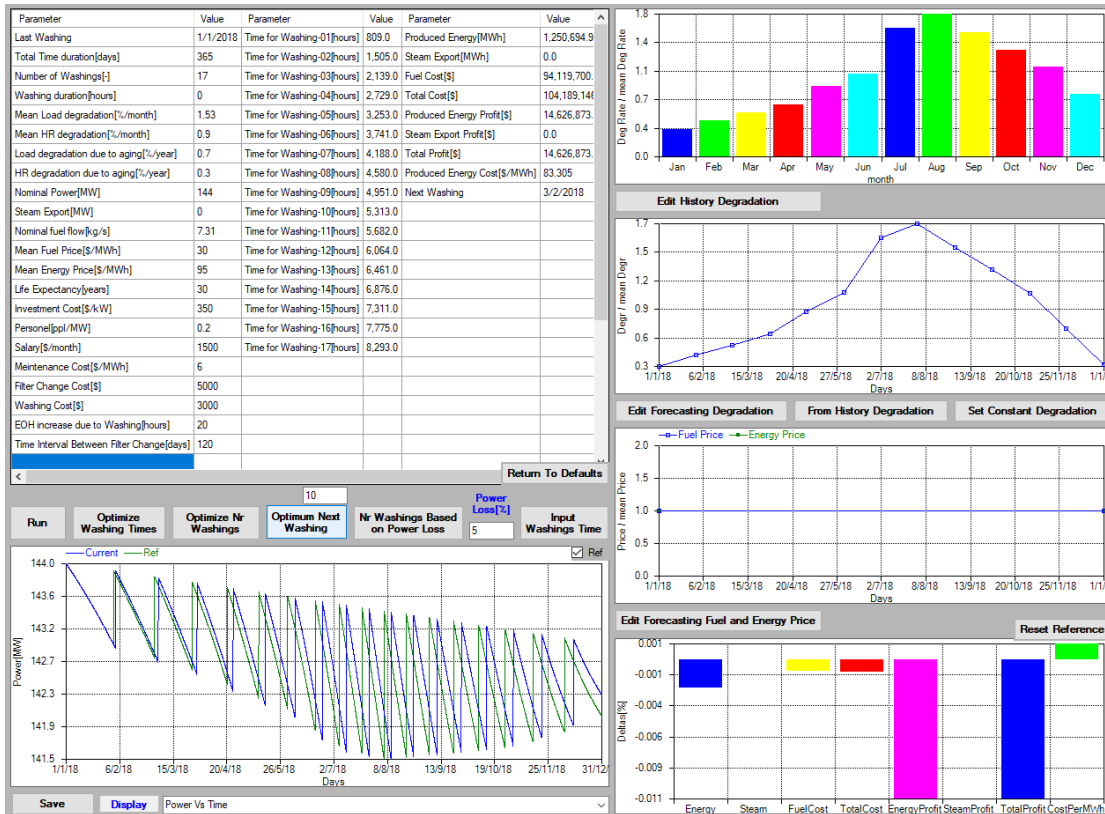 Parameter Value Parameter Value Parameter Value
Last Washing 1/1/2018 Time for Washing-01[hours] 809.0 Produced Energy[MWh] 1,250,694.9
Total Time duration[days] 365 Time for Washing-02[hours] 1,505.0 Steam Export[MWh] 0.0
Number of Washings[-] 17 Time for Washing-03[hours] 2,139.0 Fuel Cost[$] 94,119,700.
Washing duration[hours] 0 Time for Washing-04[hours] 2,729.0 Total Cost[$] 104,189,146
Mean Load degradation[%/month] 1.53 Time for Washing-05[hours] 3,253.0 Produced Energy Profit[$] 14,626,873.
Mean HR degradation[%/month] 0.9 Time for Washing-06[hours] 3,741.0 Steam Export Profit[$] 0.0
Load degradation due to aging[%/year] 0.7 Time for Washing-07[hours] 4,188.0 Total Profit[$] 14,626,873.
HR degradation due to aging[%/year] 0.3 Time for Washing-08[hours] 4,580.0 Produced Energy Cost[$/MWh] 83.305
Nominal Power[MW] 144 Time for Washing-09[hours] 4,951.0 Next Washing 3/2/2018
Steam Export[MW] 0 Time for Washing-10[hours] 5,313.0
Nominal fuel flow[kg/s] 7.31 Time for Washing-11[hours] 5,682.0
Mean Fuel Price[$/MWh] 30 Time for Washing-12[hours] 6,064.0
Mean Energy Price[$/MWh] 95 Time for Washing-13[hours] 6,461.0
Life Expectancy[years] 30 Time for Washing-14[hours] 6,876.0
Investment Cost[$/kW] 350 Time for Washing-15[hours] 7,311.0
Personel[ppl/MW] 0.2 Time for Washing-16[hours] 7,775.0
Salary[$/month] 1500 Time for Washing-17[hours] 8,293.0
Meintenance Cost[$/MWh] 6
Filter Change Cost[$] 5000
Washing Cost[$] 3000
EOH increase due to Washing[hours] 20
Time Interval Between Filter Change[days] 120
Return To Defaults
10
Run
Optimize
Washing Times
Optimize Nr
Washings
Optimum Next
Washing
Nr Washings Based
on Power Loss
Power
Loss[%]
5
Input
Washings Time
Current Ref
Ref
Power[MW]
144.0
143.6
143.2
142.7
142.3
141.9
141.5
1/1/18 6/2/18 15/3/18 20/4/18 26/5/18 2/7/18 8/8/18 13/9/18 19/10/18 25/11/18 31/12/
Days
Save Display Power Vs Time
Deg Rate / mean Deg Rate
1.8
1.4
1.1
0.7
0.4
0.0
Jan Feb Mar Apr May Jun Jul Aug Sep Oct Nov Dec
month
Edit History Degradation
Degr / mean Degr
1.7
1.5
1.2
0.9
0.6
0.3
1/1/18 6/2/18 15/3/18 20/4/18 27/5/18 2/7/18 8/8/18 13/9/18 20/10/18 25/11/18 1/1/
Days
Edit Forecasting Degradation From History Degradation Set Constant Degradation
Fuel Price Energy Price
Price / mean Price
2.0
1.5
1.0
0.5
0.0
1/1/18 6/2/18 15/3/18 20/4/18 27/5/18 2/7/18 8/8/18 13/9/18 20/10/18 25/11/18 1/1/
Days
Edit Forecasting Fuel and Energy Price
Reset Reference
Deltas[%]
0.001
-0.001
-0.004
-0.006
-0.009
-0.011
Energy Steam FuelCost TotalCost EnergyProfit SteamProfit TotalProfit CostPerMWh